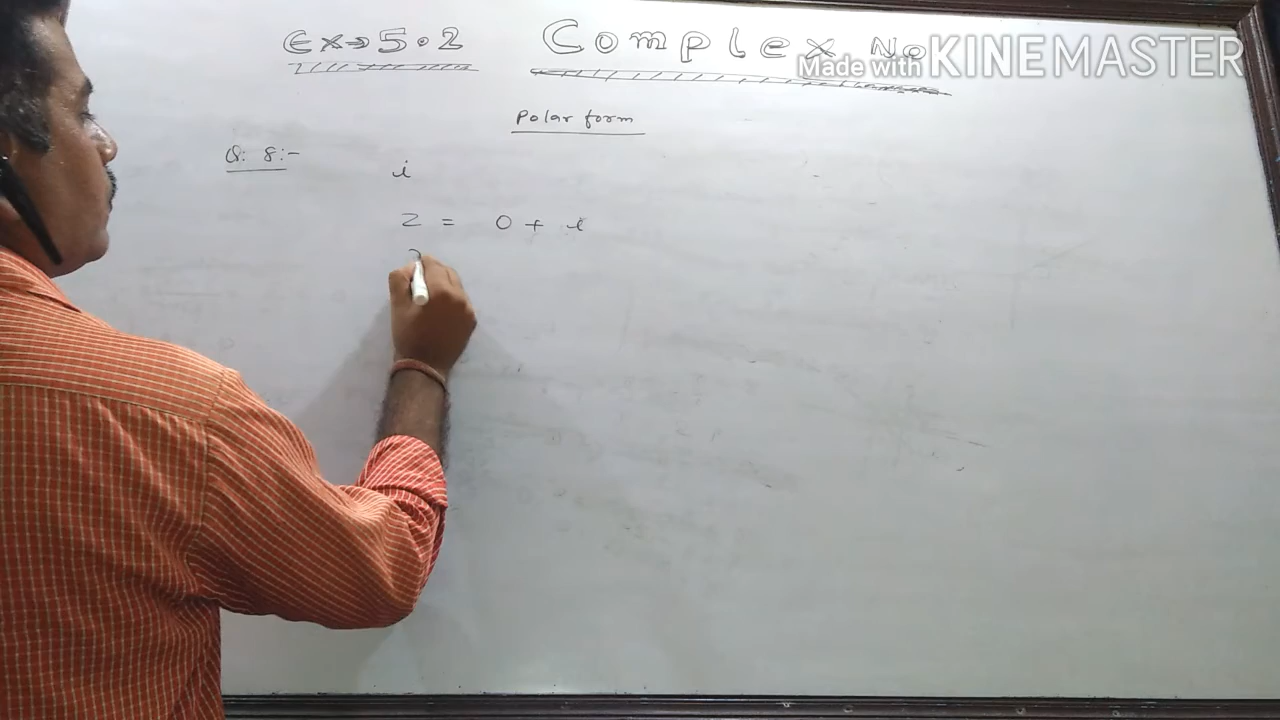 Ex → 5.2 Complex No
Made with KINEMASTER
Polar form
Q: 8:-
i
z = 0 + i